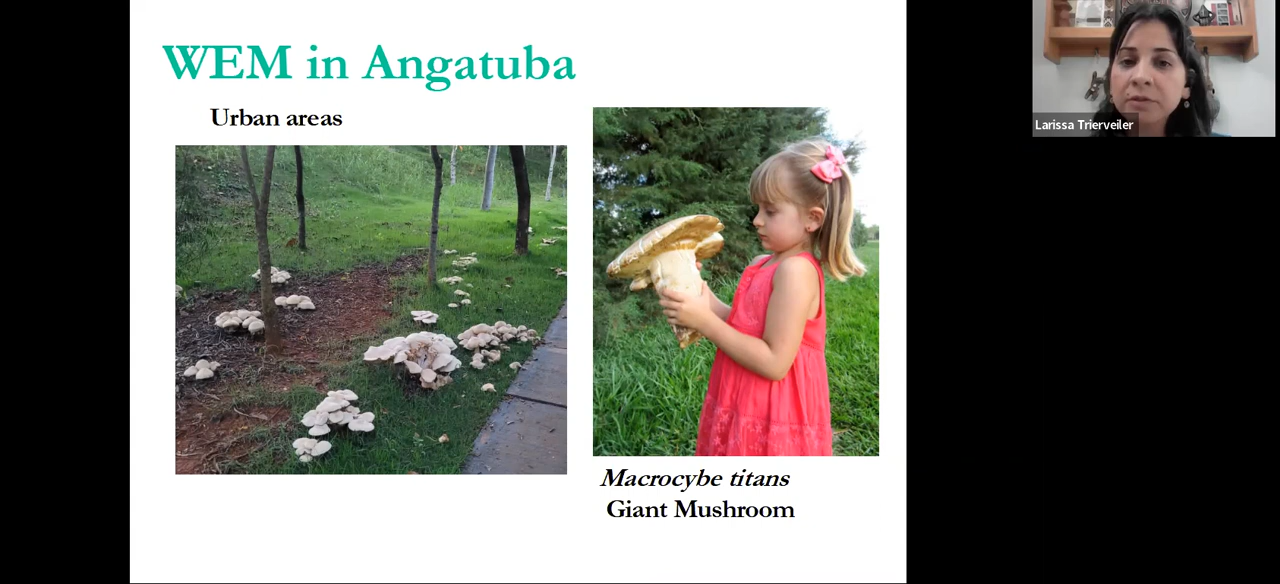 WEM in Angatuba
Urban areas
Macrocybe titans
Giant Mushroom
Larissa Trierveiler